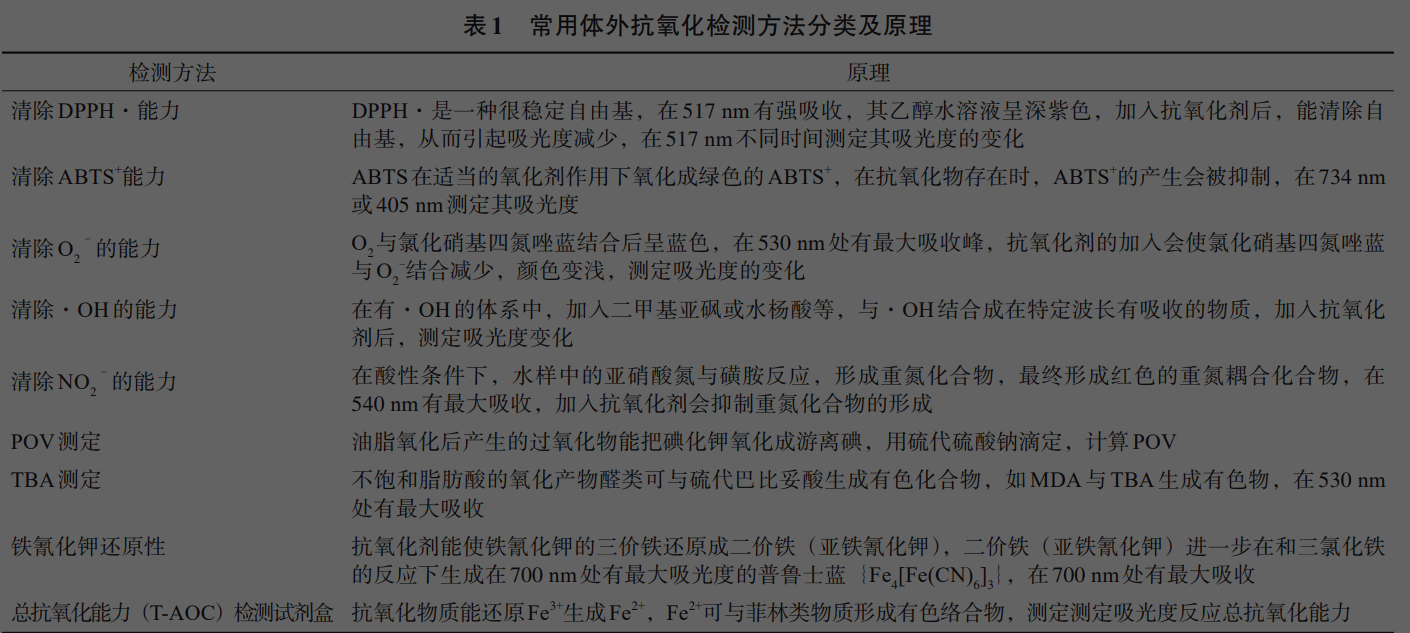 表1 常用体外抗氧化检测方法分类及原理
检测方法 原理
清除DPPH·能力 DPPH·是一种很稳定自由基，在517 nm有强吸收，其乙醇水溶液呈深紫色，加入抗氧化剂后，能清除自
由基，从而引起吸光度减少，在517 nm不同时间测定其吸光度的变化
清除ABTS⁺能力 ABTS在适当的氧化剂作用下氧化成绿色的ABTS⁺，在抗氧化物存在时，ABTS⁺的产生会被抑制，在734 nm
或405 nm测定其吸光度
清除O₂⁻的能力 O₂与氯化硝基四氮唑蓝结合后呈蓝色，在530 nm处有最大吸收峰，抗氧化剂的加入会使氯化硝基四氮唑蓝
与O₂⁻结合减少，颜色变浅，测定吸光度的变化
清除·OH的能力 在有·OH的体系中，加入二甲基亚砜或水杨酸等，与·OH结合成在特定波长有吸收的物质，加入抗氧化
剂后，测定吸光度变化
清除NO₂⁻的能力 在酸性条件下，水样中的亚硝酸氮与磺胺反应，形成重氮化合物，最终形成红色的重氮耦合化合物，在
540 nm有最大吸收，加入抗氧化剂会抑制重氮化合物的形成
POV测定 油脂氧化后产生的过氧化物能把碘化钾氧化成游离碘，用硫代硫酸钠滴定，计算POV
TBA测定 不饱和脂肪酸的氧化产物醛类可与硫代巴比妥酸生成有色化合物，如MDA与TBA生成有色物，在530 nm
处有最大吸收
铁氰化钾还原性 抗氧化剂能使铁氰化钾的三价铁还原成二价铁（亚铁氰化钾），二价铁（亚铁氰化钾）进一步在和三氯化铁
的反应下生成在700 nm处有最大吸光度的普鲁士蓝｛Fe₄[Fe(CN)₆]₃｝，在700 nm处有最大吸收
总抗氧化能力（T-AOC）检测试剂盒 抗氧化物质能还原Fe³⁺生成Fe²⁺，Fe²⁺可与菲林类物质形成有色络合物，测定测定吸光度反应总抗氧化能力